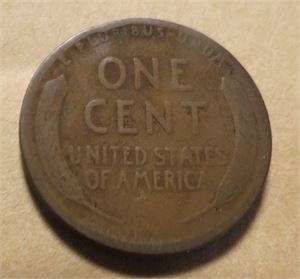 E·PLURIBUS·UNUM
ONE
CENT
UNITED STATES
OF AMERICA